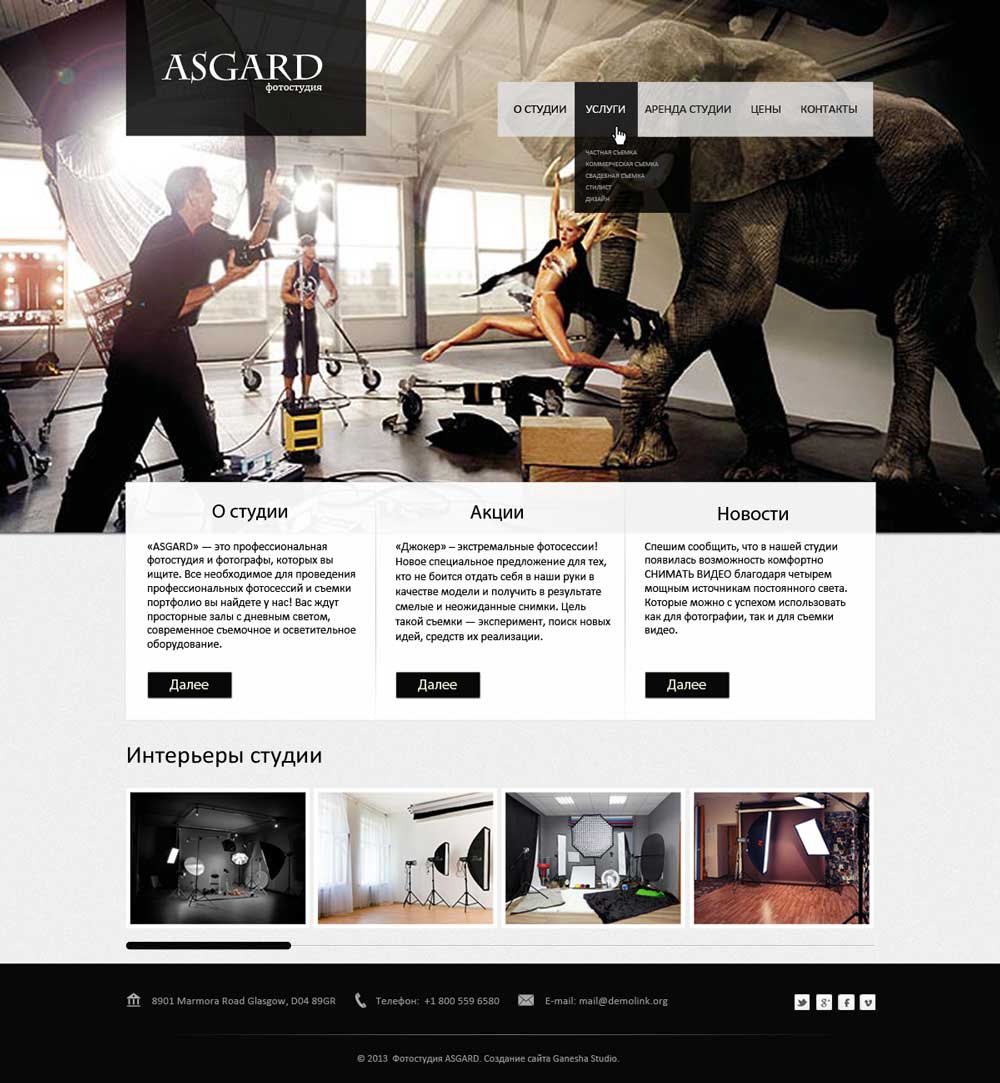 ASGARD
фотостудия
О СТУДИИ УСЛУГИ АРЕНДА СТУДИИ ЦЕНЫ КОНТАКТЫ
ЧАСТНАЯ СЪЕМКА
КОММЕРЧЕСКАЯ СЪЕМКА
СВАДЕБНАЯ СЪЕМКА
СТИЛИСТ
ДИЗАЙН
О студии
«ASGARD» — это профессиональная
фотостудия и фотографы, которых вы
ищите. Все необходимое для проведения
профессиональных фотосессий и съемки
портфолио вы найдете у нас! Вас ждут
просторные залы с дневным светом,
современное съемочное и осветительное
оборудование.
Далее
Акции
«Джокер» – экстремальные фотосессии!
Новое специальное предложение для тех,
кто не боится отдать себя в наши руки в
качестве модели и получить в результате
смелые и неожиданные снимки. Цель
такой съемки — эксперимент, поиск новых
идей, средств их реализации.
Далее
Новости
Спешим сообщить, что в нашей студии
появилась возможность комфортно
СНИМАТЬ ВИДЕО благодаря четырем
мощным источникам постоянного света.
Которые можно с успехом использовать
как для фотографии, так и для съемки
видео.
Далее
Интерьеры студии
8901 Marmora Road Glasgow, D04 89GR Телефон: +1 800 559 6580 E-mail: mail@demolink.org
© 2013 Фотостудия ASGARD. Создание сайта Ganesha Studio.